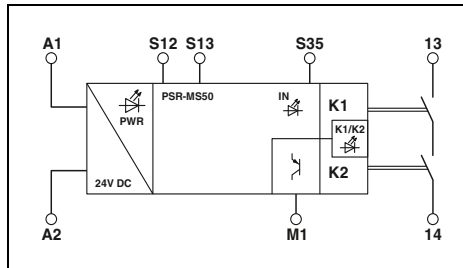 A1 S12 S13 S35 13
PSR-MS50 IN K1
PWR K1/K2
24V DC K2
A2 M1 14